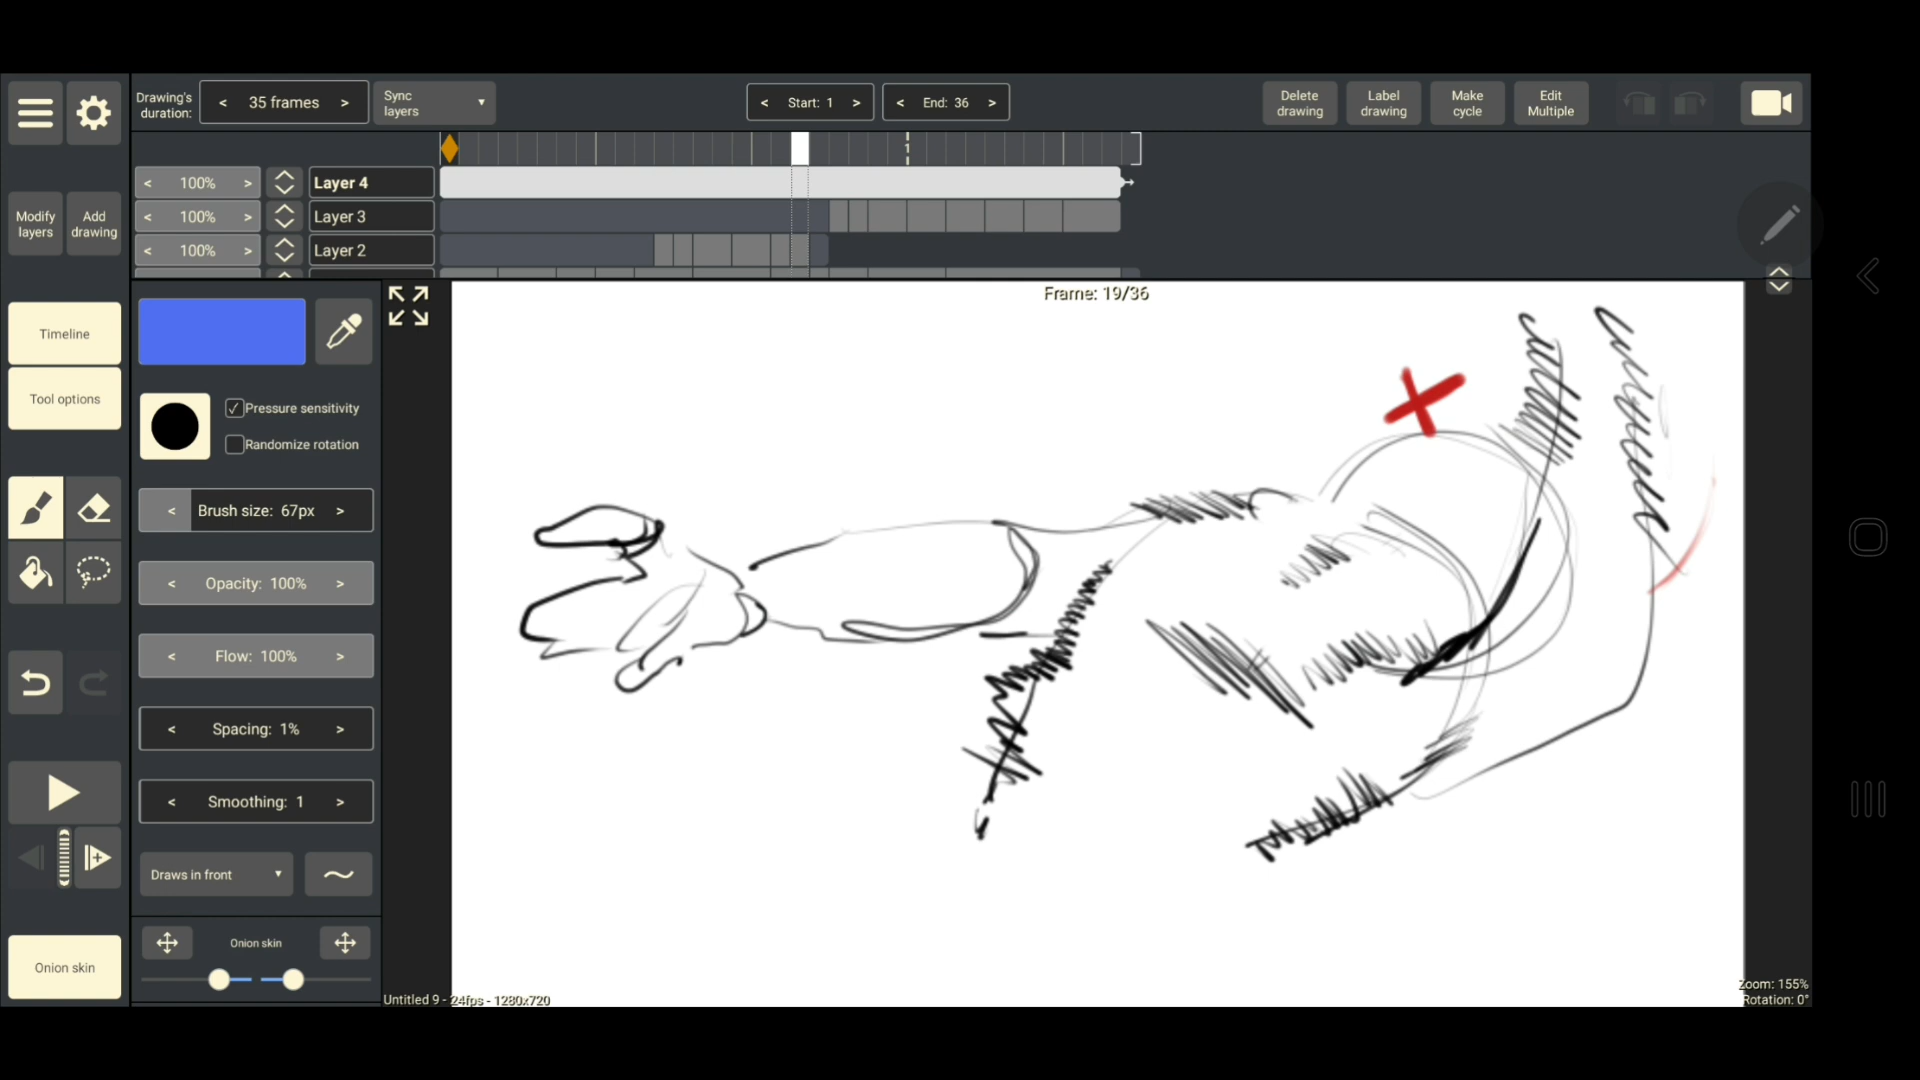 Drawing's
duration:
< 35 frames >
Sync
layers
< Start: 1 >
< End: 36 >
Delete
drawing
Label
drawing
Make
cycle
Edit
Multiple
1
< 100% >
Layer 4
< 100% >
Layer 3
< 100% >
Layer 2
Modify
layers
Add
drawing
Frame: 19/36
Timeline
Tool options
Pressure sensitivity
Randomize rotation
< Brush size: 67px >
< Opacity: 100% >
< Flow: 100% >
< Spacing: 1% >
< Smoothing: 1 >
Draws in front
Onion skin
Onion skin
Untitled 9 - 24fps - 1280x720
Zoom: 155%
Rotation: 0°